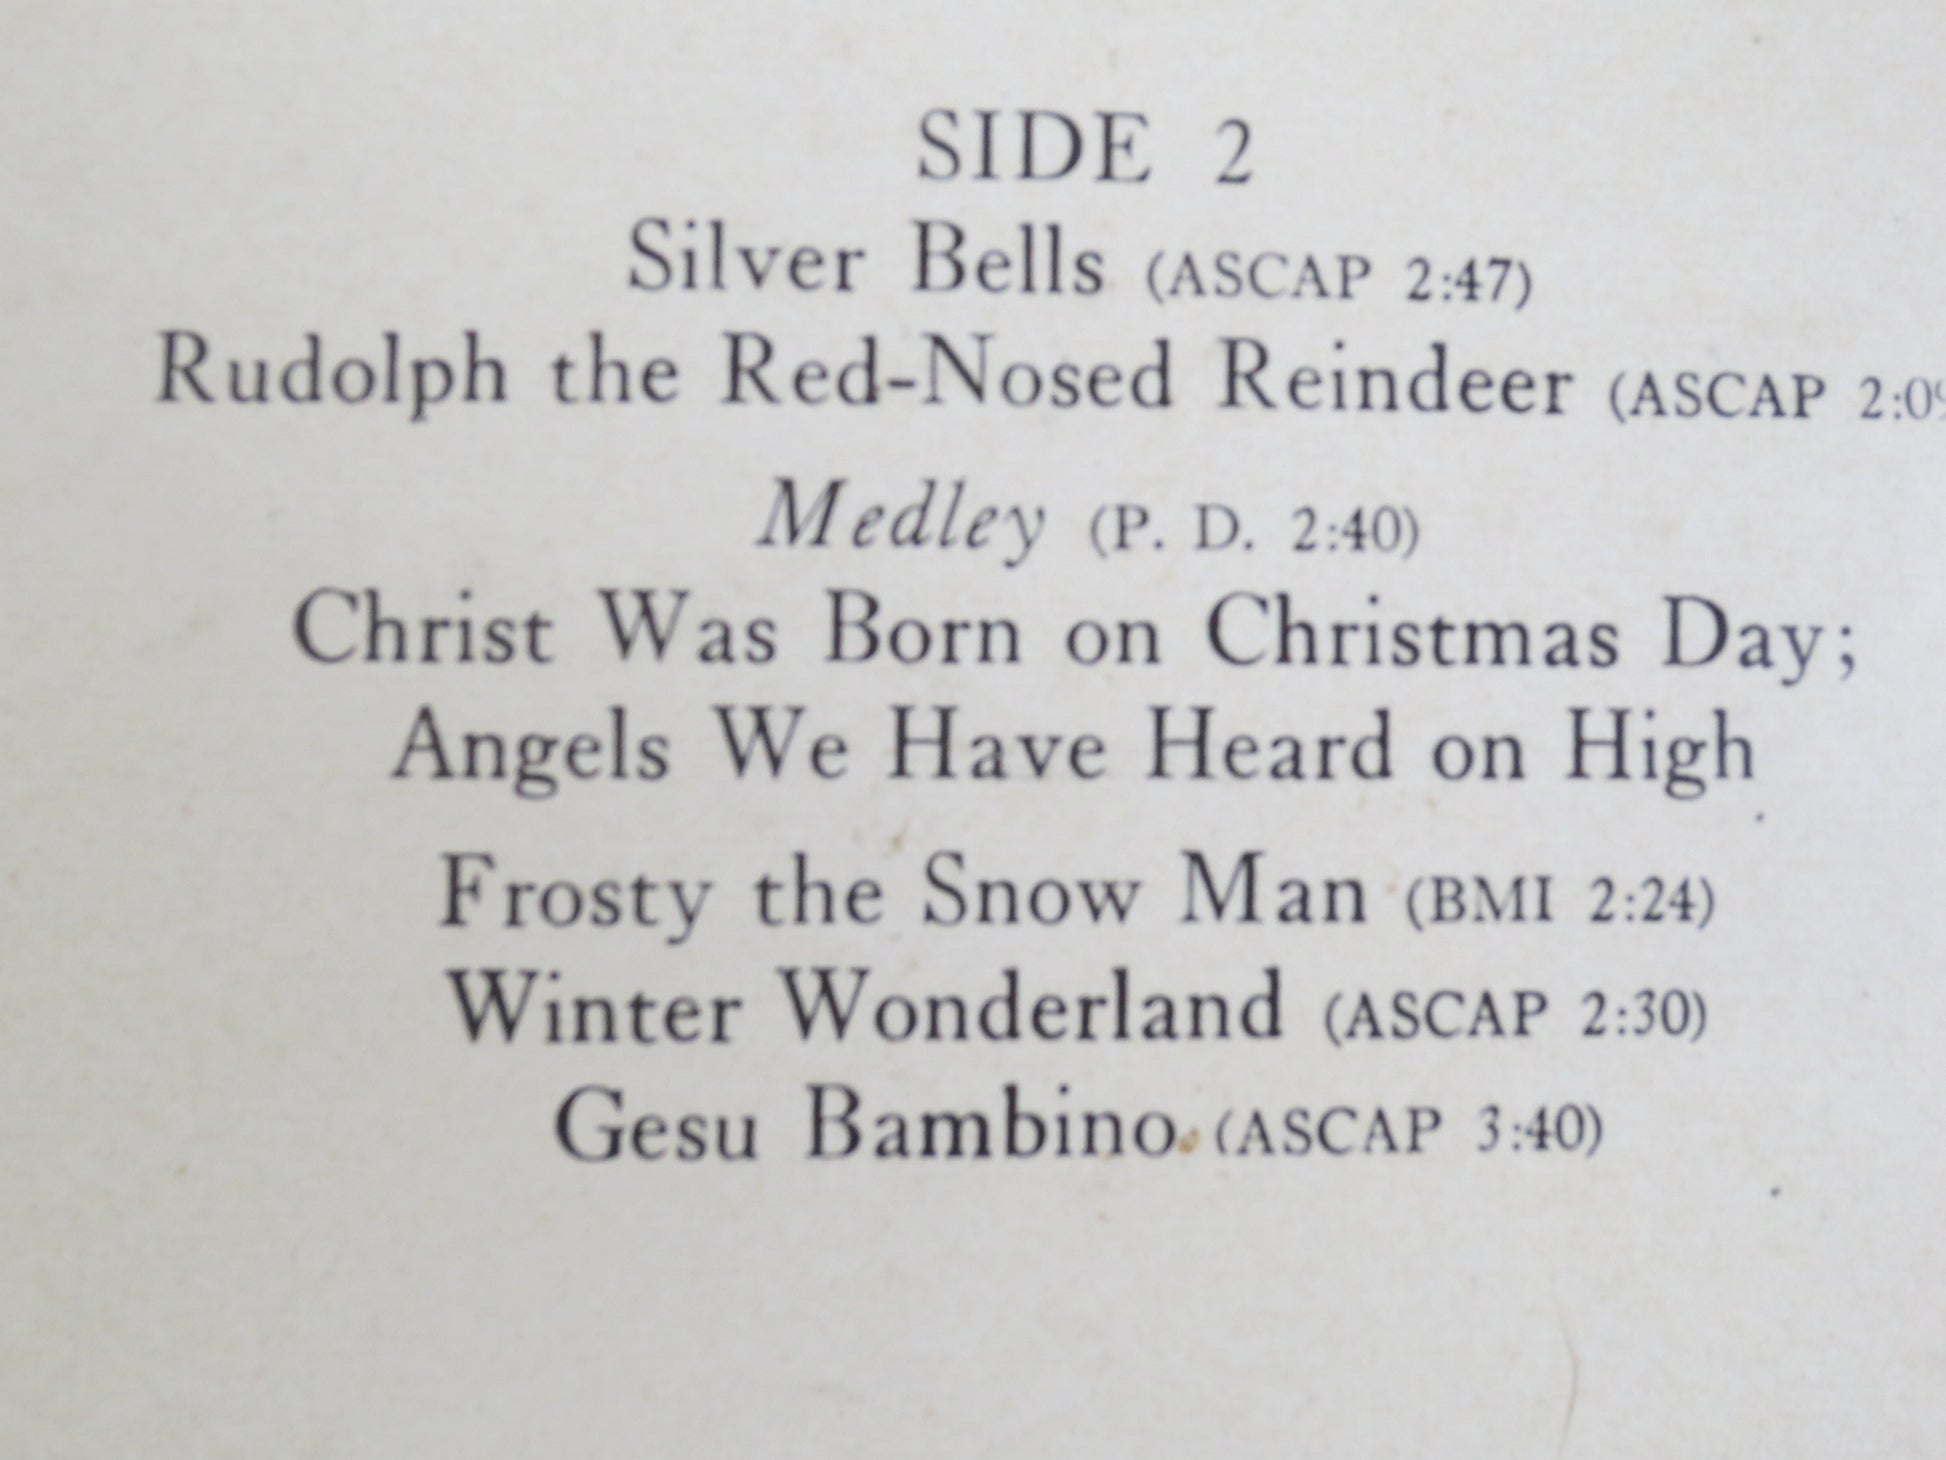 SIDE 2
Silver Bells (ASCAP 2:47)
Rudolph the Red-Nosed Reindeer (ASCAP 2:09
Medley (P. D. 2:40)
Christ Was Born on Christmas Day;
Angels We Have Heard on High
Frosty the Snow Man (BMI 2:24)
Winter Wonderland (ASCAP 2:30)
Gesu Bambino (ASCAP 3:40)